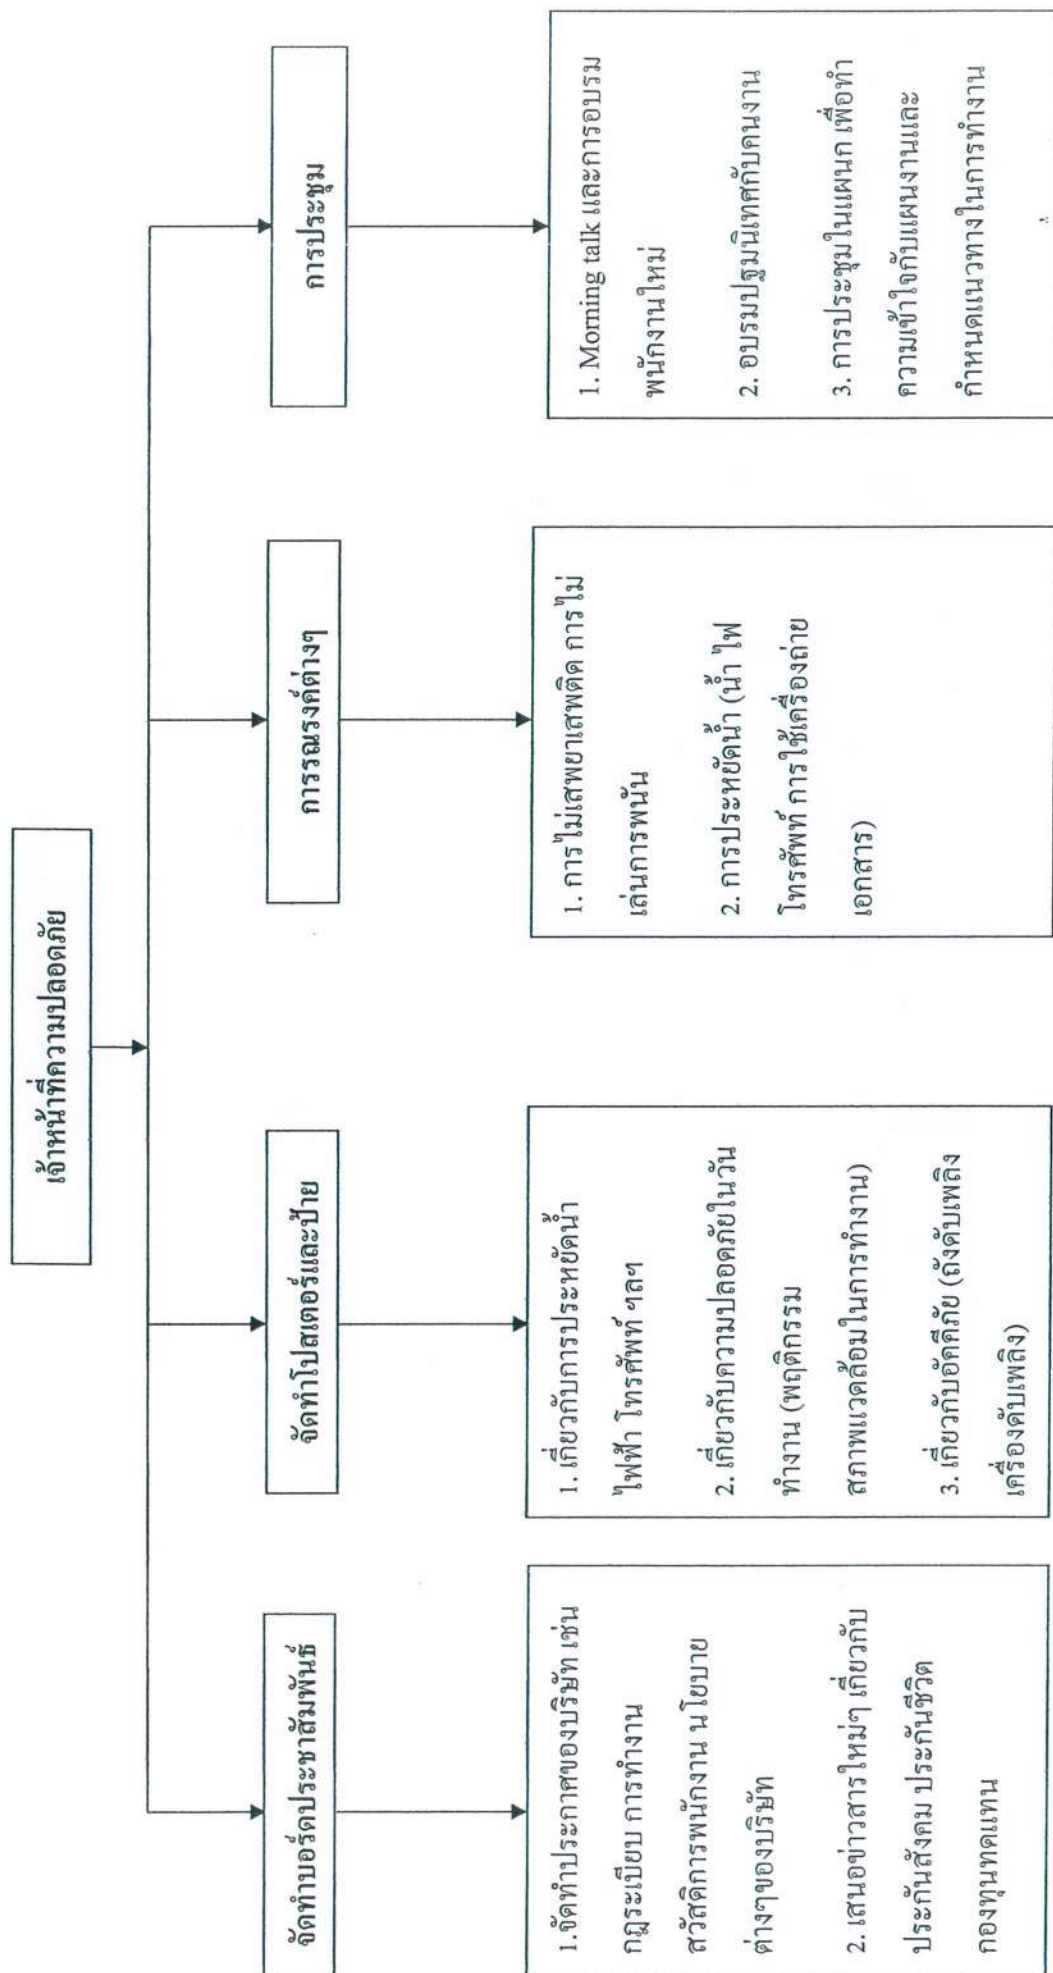 เจ้าหน้าที่ความปลอดภัย
จัดทำบอร์ดประชาสัมพันธ์
1.จัดทำประกาศของบริษัท เช่น
กฎระเบียบ การทำงาน
สวัสดิการพนักงาน นโยบาย
ต่างๆของบริษัท
2. เสนอข่าวสารใหม่ๆ เกี่ยวกับ
ประกันสังคม ประกันชีวิต
กองทุนทดแทน
จัดทำโปสเตอร์และป้าย
1. เกี่ยวกับการประหยัดน้ำ
ไฟฟ้า โทรศัพท์ ฯลฯ
2. เกี่ยวกับความปลอดภัยในวัน
ทำงาน (พฤติกรรม
สภาพแวดล้อมในการทำงาน)
3. เกี่ยวกับอัคคีภัย (ถังดับเพลิง
เครื่องดับเพลิง)
การรณรงค์ต่างๆ
1. การไม่เสพยาเสพติด การไม่
เล่นการพนัน
2. การประหยัดน้ำ (น้ำ ไฟ
โทรศัพท์ การใช้เครื่องถ่าย
เอกสาร)
การประชุม
1. Morning talk และการอบรม
พนักงานใหม่
2. อบรมปฐมนิเทศกับคนงาน
3. การประชุมในแผนก เพื่อทำ
ความเข้าใจกับแผนงานและ
กำหนดแนวทางในการทำงาน